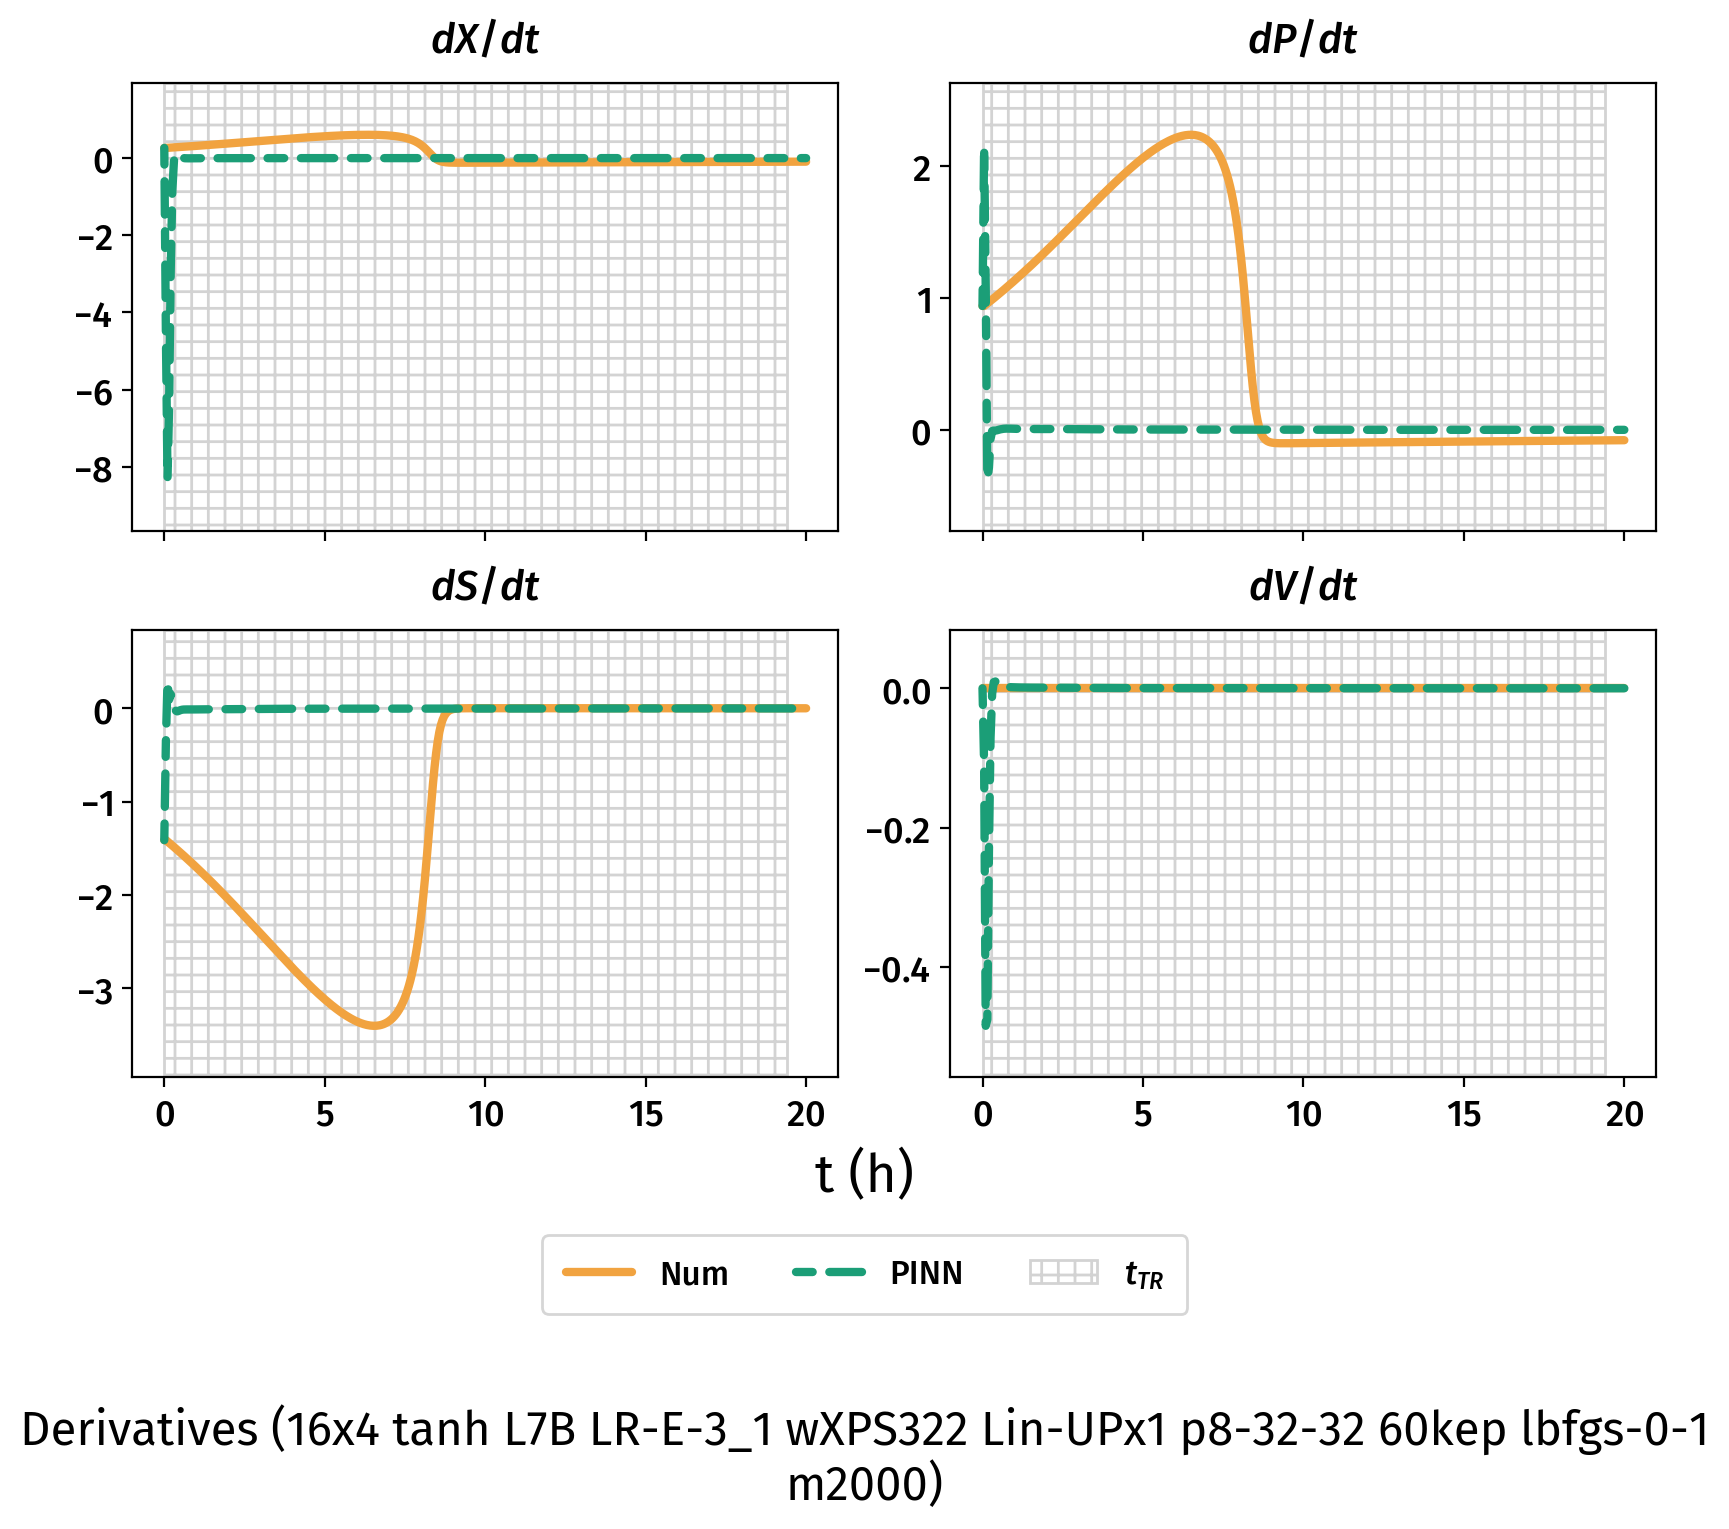 dX/dt
dP/dt
0
−2
−4
−6
−8
2
1
0
dS/dt
dV/dt
0
−1
−2
−3
0.0
−0.2
−0.4
0 5 10 15 20
0 5 10 15 20
t (h)
Num PINN t_TR
Derivatives (16x4 tanh L7B LR-E-3_1 wXPS322 Lin-UPx1 p8-32-32 60kep lbfgs-0-1
m2000)